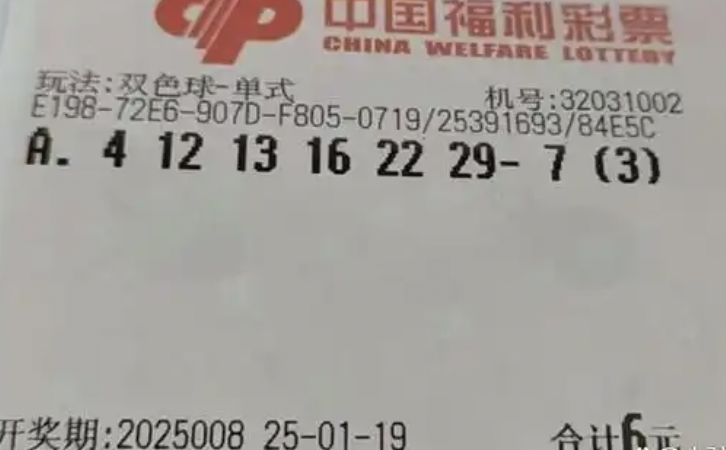 中国福利彩票
CHINA WELFARE LOTTERY
玩法:双色球-单式
机号:32031002
E198-72E6-907D-F805-0719/25391693/84E5C
A. 4 12 13 16 22 29- 7 (3)
开奖期:2025008 25-01-19
合计6元